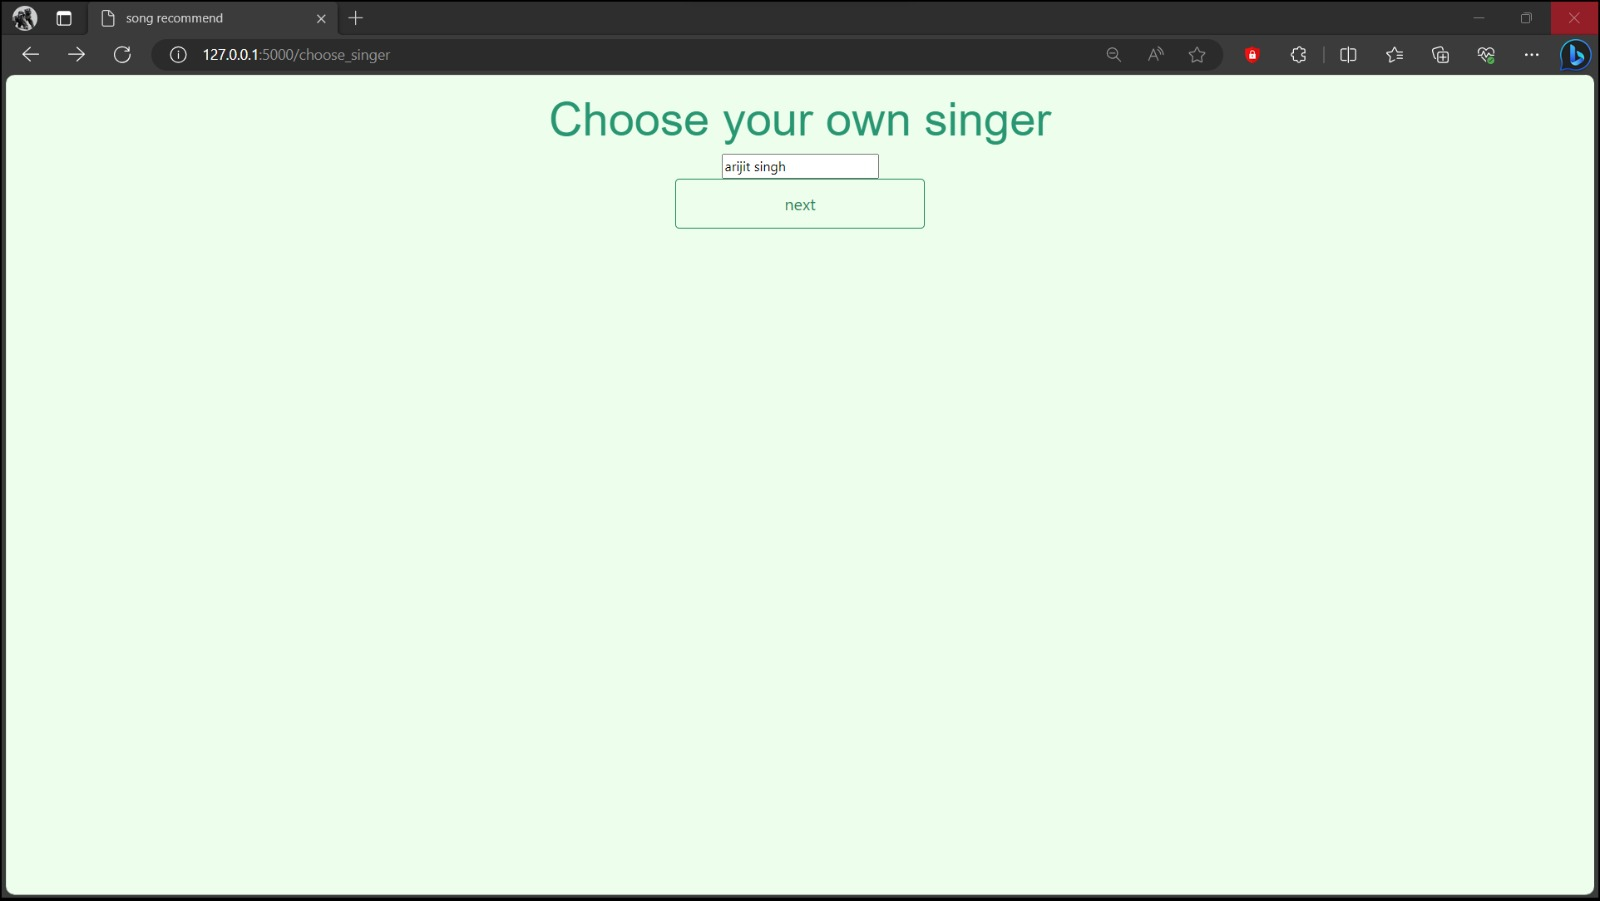 song recommend
127.0.0.1:5000/choose_singer
Choose your own singer
arijit singh
next